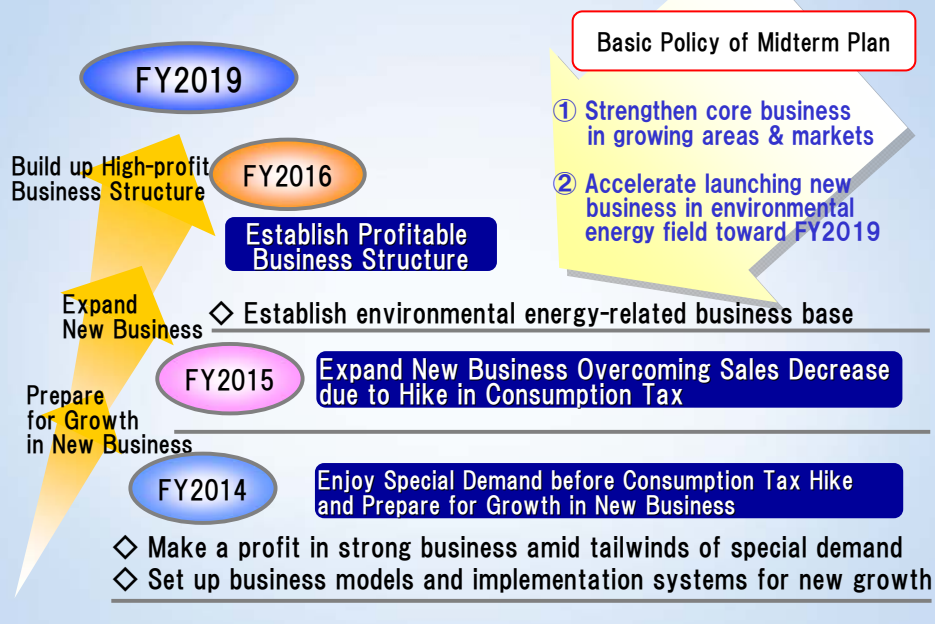 Basic Policy of Midterm Plan
① Strengthen core business
in growing areas & markets
② Accelerate launching new
business in environmental
energy field toward FY2019
FY2019
Build up High-profit
Business Structure
FY2016
Establish Profitable
Business Structure
Expand
New Business
◇ Establish environmental energy-related business base
FY2015
Expand New Business Overcoming Sales Decrease
due to Hike in Consumption Tax
Prepare
for Growth
in New Business
FY2014
Enjoy Special Demand before Consumption Tax Hike
and Prepare for Growth in New Business
◇ Make a profit in strong business amid tailwinds of special demand
◇ Set up business models and implementation systems for new growth